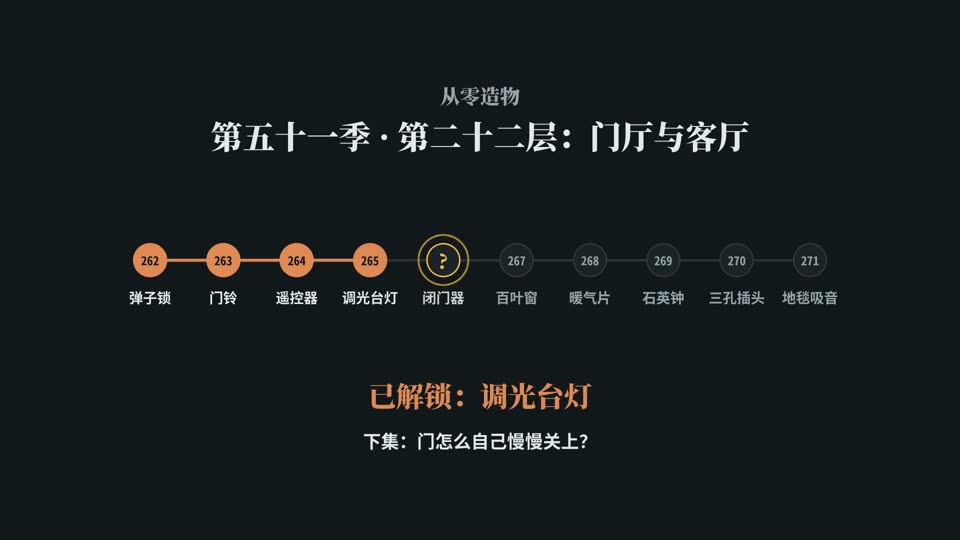 从零造物
第五十一季·第二十二层：门厅与客厅
262 263 264 265 ? 267 268 269 270 271
弹子锁 门铃 遥控器 调光台灯 闭门器 百叶窗 暖气片 石英钟 三孔插头 地毯吸音
已解锁：调光台灯
下集：门怎么自己慢慢关上？